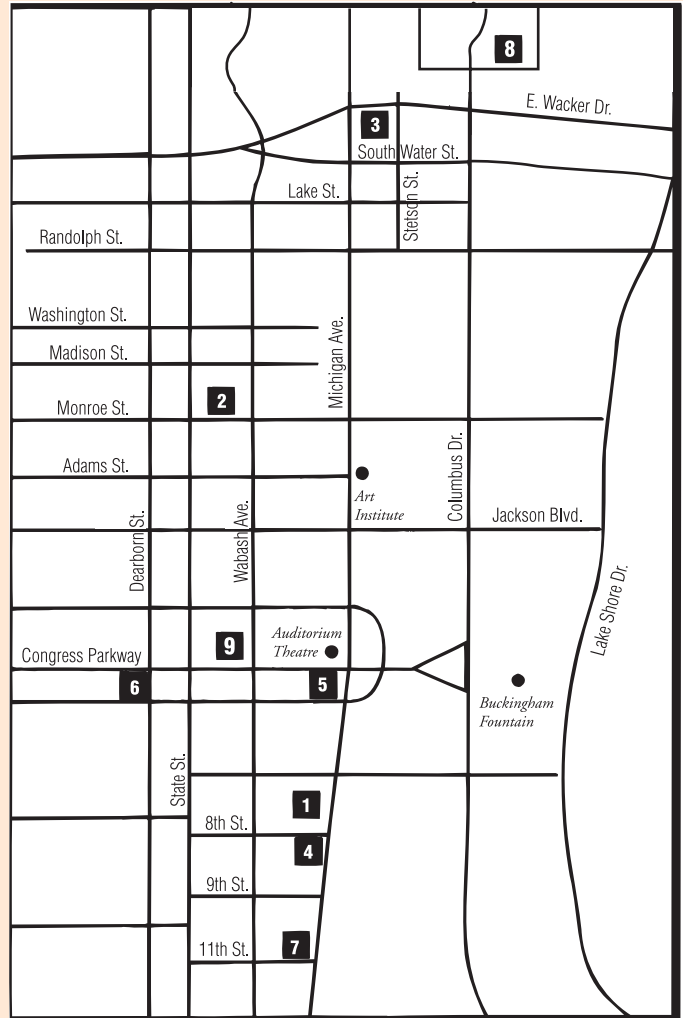 8
E. Wacker Dr.
3
South Water St.
Lake St.
Stetson St.
Randolph St.
Washington St.
Madison St.
Michigan Ave.
2
Monroe St.
Adams St.
Columbus Dr.
Art
Institute
Jackson Blvd.
Dearborn St.
Wabash Ave.
Lake Shore Dr.
9
Auditorium
Theatre
Congress Parkway
6
5
Buckingham
Fountain
State St.
1
8th St.
4
9th St.
7
11th St.